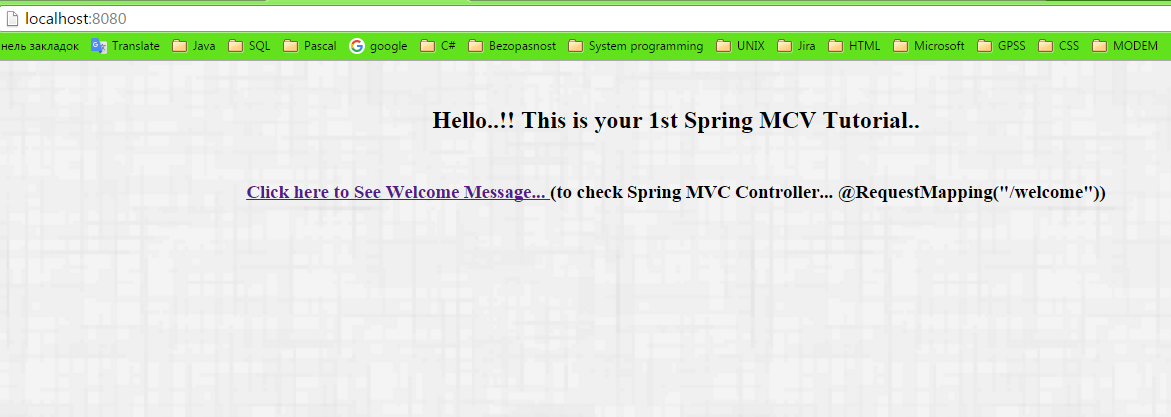 localhost:8080
нель закладок Translate Java SQL Pascal google C# Bezopasnost System programming UNIX Jira HTML Microsoft GPSS CSS MODEM
Hello..!! This is your 1st Spring MCV Tutorial..
Click here to See Welcome Message... (to check Spring MVC Controller... @RequestMapping("/welcome"))